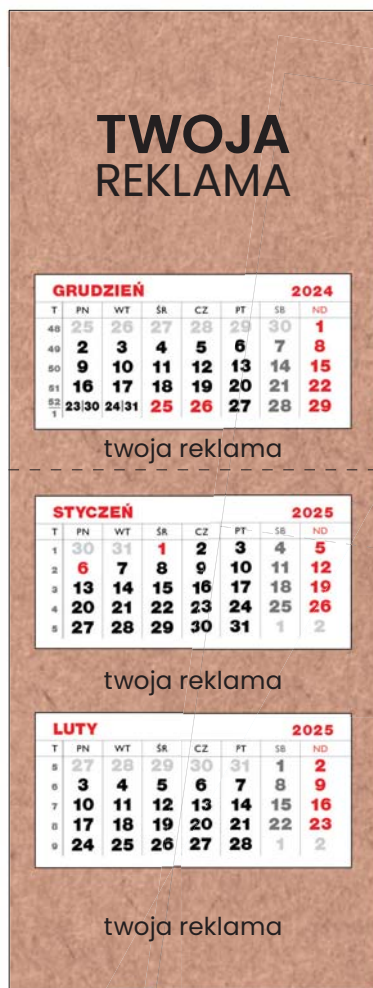 TWOJA
REKLAMA
GRUDZIEŃ 2024
T PN WT ŚR CZ PT SB ND
48 25 26 27 28 29 30 1
49 2 3 4 5 6 7 8
50 9 10 11 12 13 14 15
51 16 17 18 19 20 21 22
52/1 23|30 24|31 25 26 27 28 29
twoja reklama
STYCZEŃ 2025
T PN WT ŚR CZ PT SB ND
1 30 31 1 2 3 4 5
2 6 7 8 9 10 11 12
3 13 14 15 16 17 18 19
4 20 21 22 23 24 25 26
5 27 28 29 30 31 1 2
twoja reklama
LUTY 2025
T PN WT ŚR CZ PT SB ND
5 27 28 29 30 31 1 2
6 3 4 5 6 7 8 9
7 10 11 12 13 14 15 16
8 17 18 19 20 21 22 23
9 24 25 26 27 28 1 2
twoja reklama